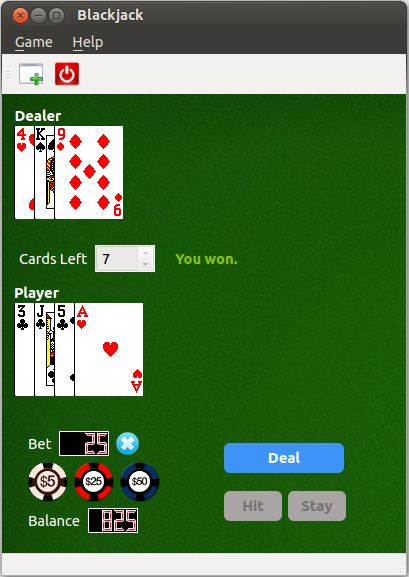 Blackjack
Game Help
Dealer
4 K 9
6
Cards Left 7 You won.
Player
3 J 5 A
A
Bet 25
$5 $25 $50
Deal
Hit Stay
Balance 825